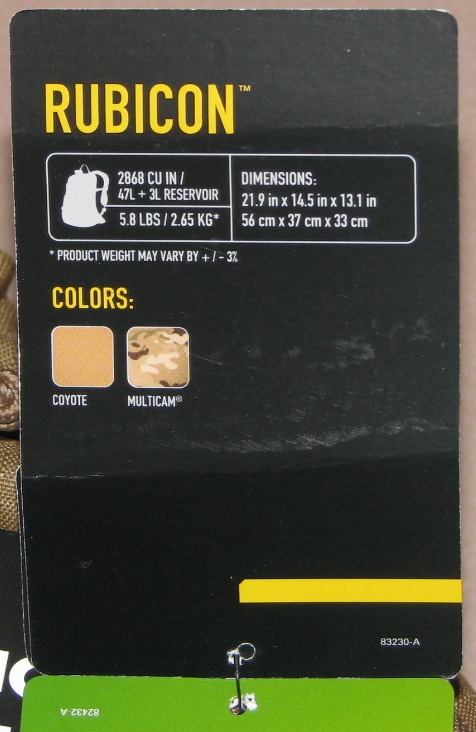 RUBICON™
2868 CU IN /
47L + 3L RESERVOIR
5.8 LBS / 2.65 KG*
DIMENSIONS:
21.9 in x 14.5 in x 13.1 in
56 cm x 37 cm x 33 cm
* PRODUCT WEIGHT MAY VARY BY + / - 3%
COLORS:
COYOTE
MULTICAM®
83230-A
82432-A